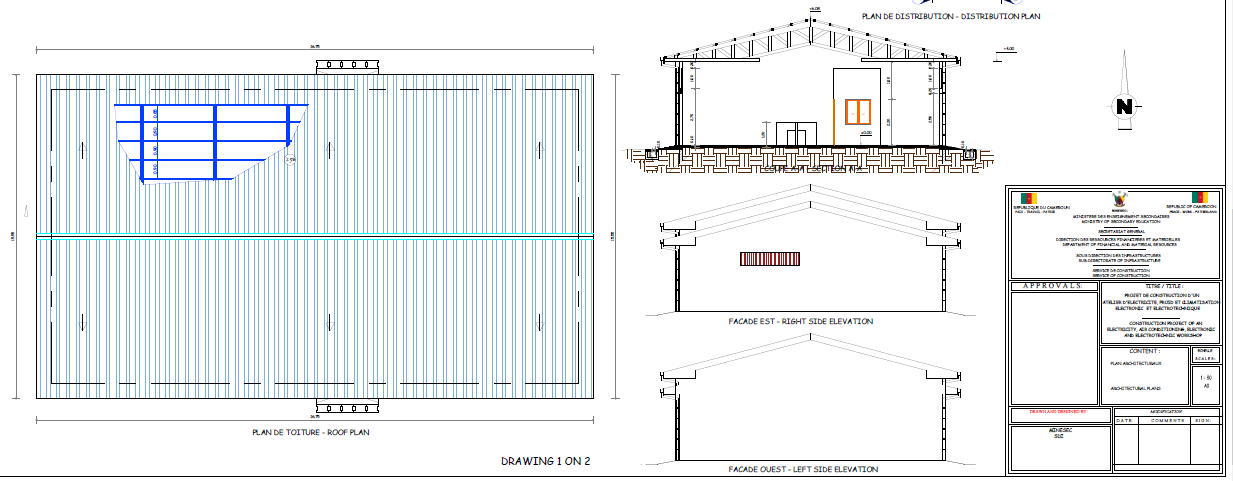 PLAN DE DISTRIBUTION - DISTRIBUTION PLAN
COUPE A-A - SECTION A-A
FACADE EST - RIGHT SIDE ELEVATION
FACADE OUEST - LEFT SIDE ELEVATION
PLAN DE TOITURE - ROOF PLAN
DRAWING 1 ON 2
N
REPUBLIQUE DU CAMEROUN
PAIX - TRAVAIL - PATRIE
MINESEC
REPUBLIC OF CAMEROON
PEACE - WORK - FATHERLAND
MINISTERE DES ENSEIGNEMENT SECONDAIRES
MINISTRY OF SECONDARY EDUCATION
SECRETARIAT GENERAL
DIRECTION DES RESSOURCES FINANCIERES ET MATERIELLES
DEPARTMENT OF FINANCIAL AND MATERIAL RESOURCES
SOUS DIRECTION DES INFRASTRUCTURES
SUB DIRECTORATE OF INFRASTRUCTURE
SERVICE DE CONSTRUCTION
SERVICE OF CONSTRUCTION
APPROVALS:
TITRE / TITLE :
PROJET DE CONSTRUCTION D'UN
ATELIER D'ELECTRICITE, FROID ET CLIMATISATION
ELECTRONIC ET ELECTROTECHNIQUE
CONSTRUCTION PROJECT OF AN
ELECTRICITY, AIR CONDITIONING, ELECTRONIC
AND ELECTROTECHNIC WORKSHOP
CONTENT :
PLAN ARCHITECTURAUX
ARCHITECTURAL PLANS
ECHELLE
SCALES:
1 : 50
A0
DRAWN AND DESIGNED BY:
MINESEC
SDI
MODIFICATION
DATE
COMMENTS
SIGN: